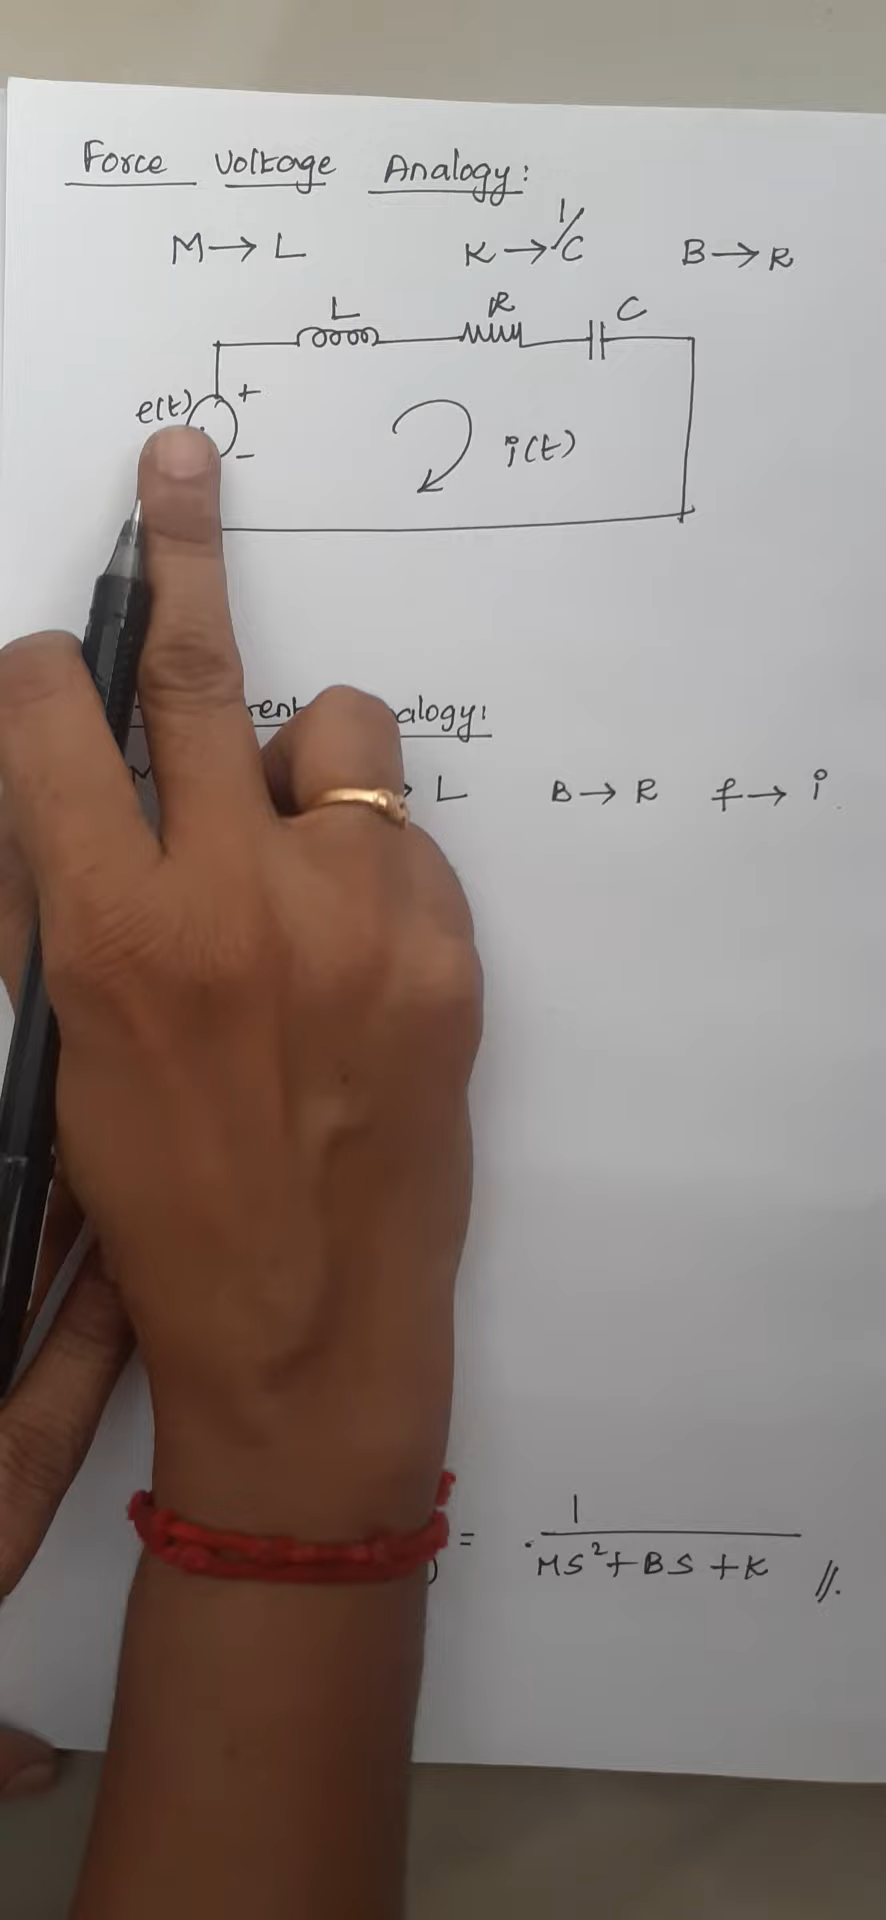 Force Voltage Analogy:
M→L K→1/C B→R
L R C
e(t) + - i(t)
alogy:
→ L B→R f→i
= 1
MS²+BS+K //.